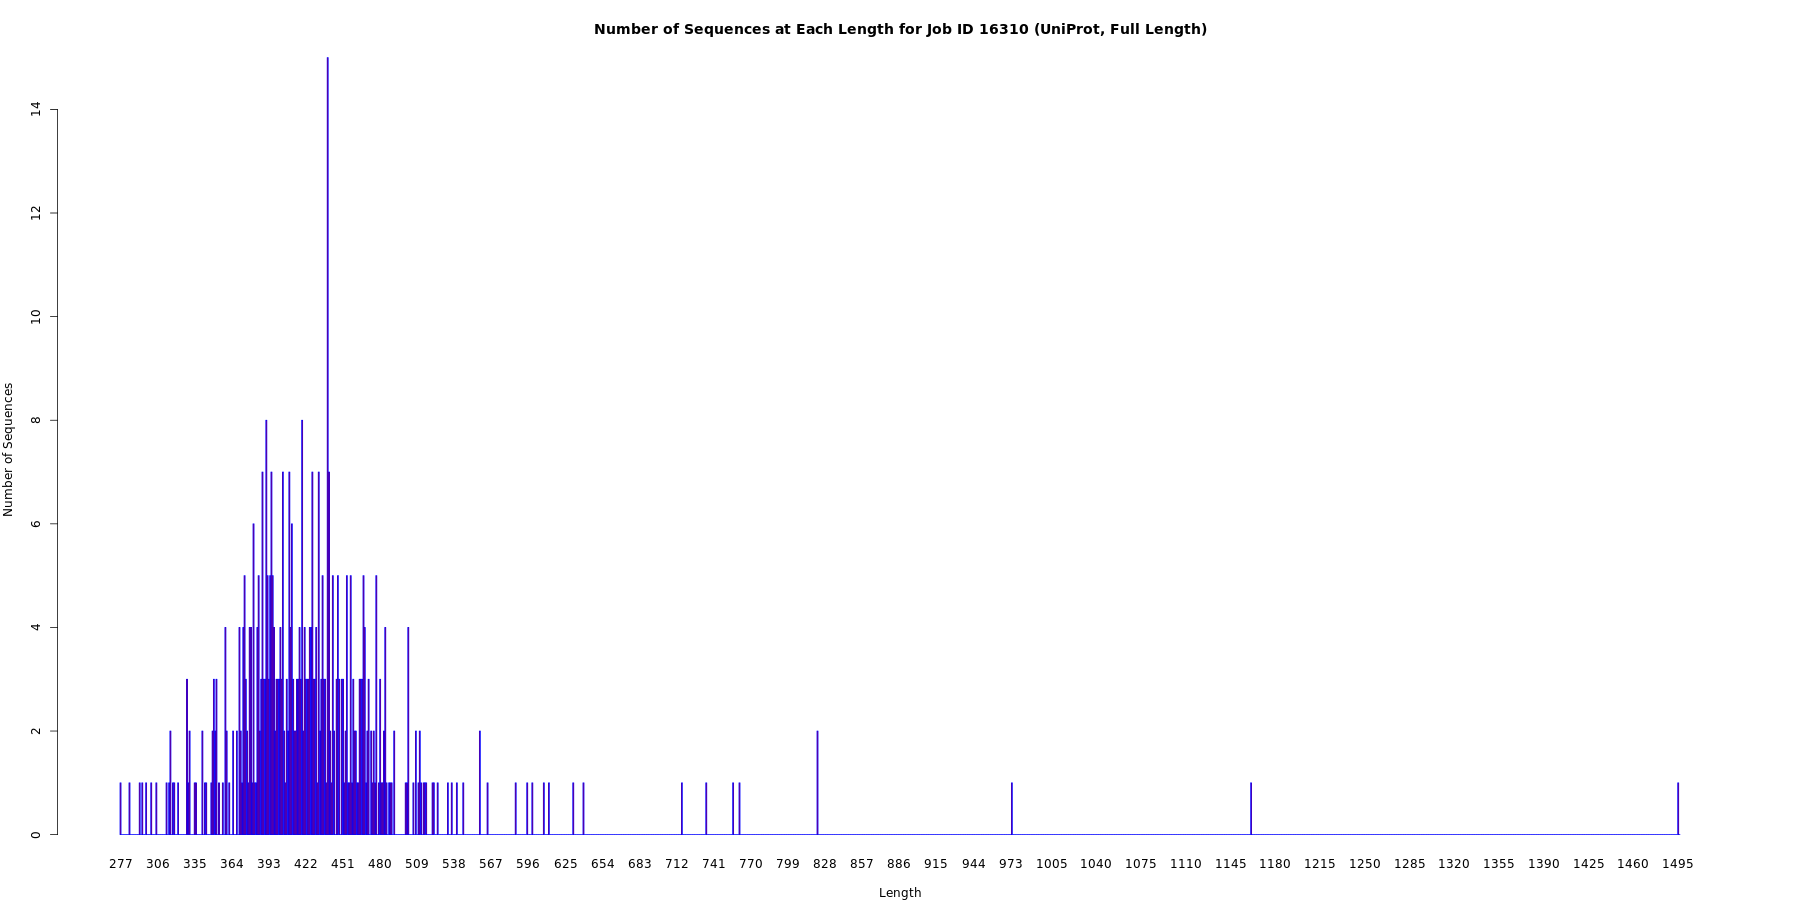 Number of Sequences at Each Length for Job ID 16310 (UniProt, Full Length)
14
12
10
8
6
4
2
0
Number of Sequences
277 306 335 364 393 422 451 480 509 538 567 596 625 654 683 712 741 770 799 828 857 886 915 944 973 1005 1040 1075 1110 1145 1180 1215 1250 1285 1320 1355 1390 1425 1460 1495
Length